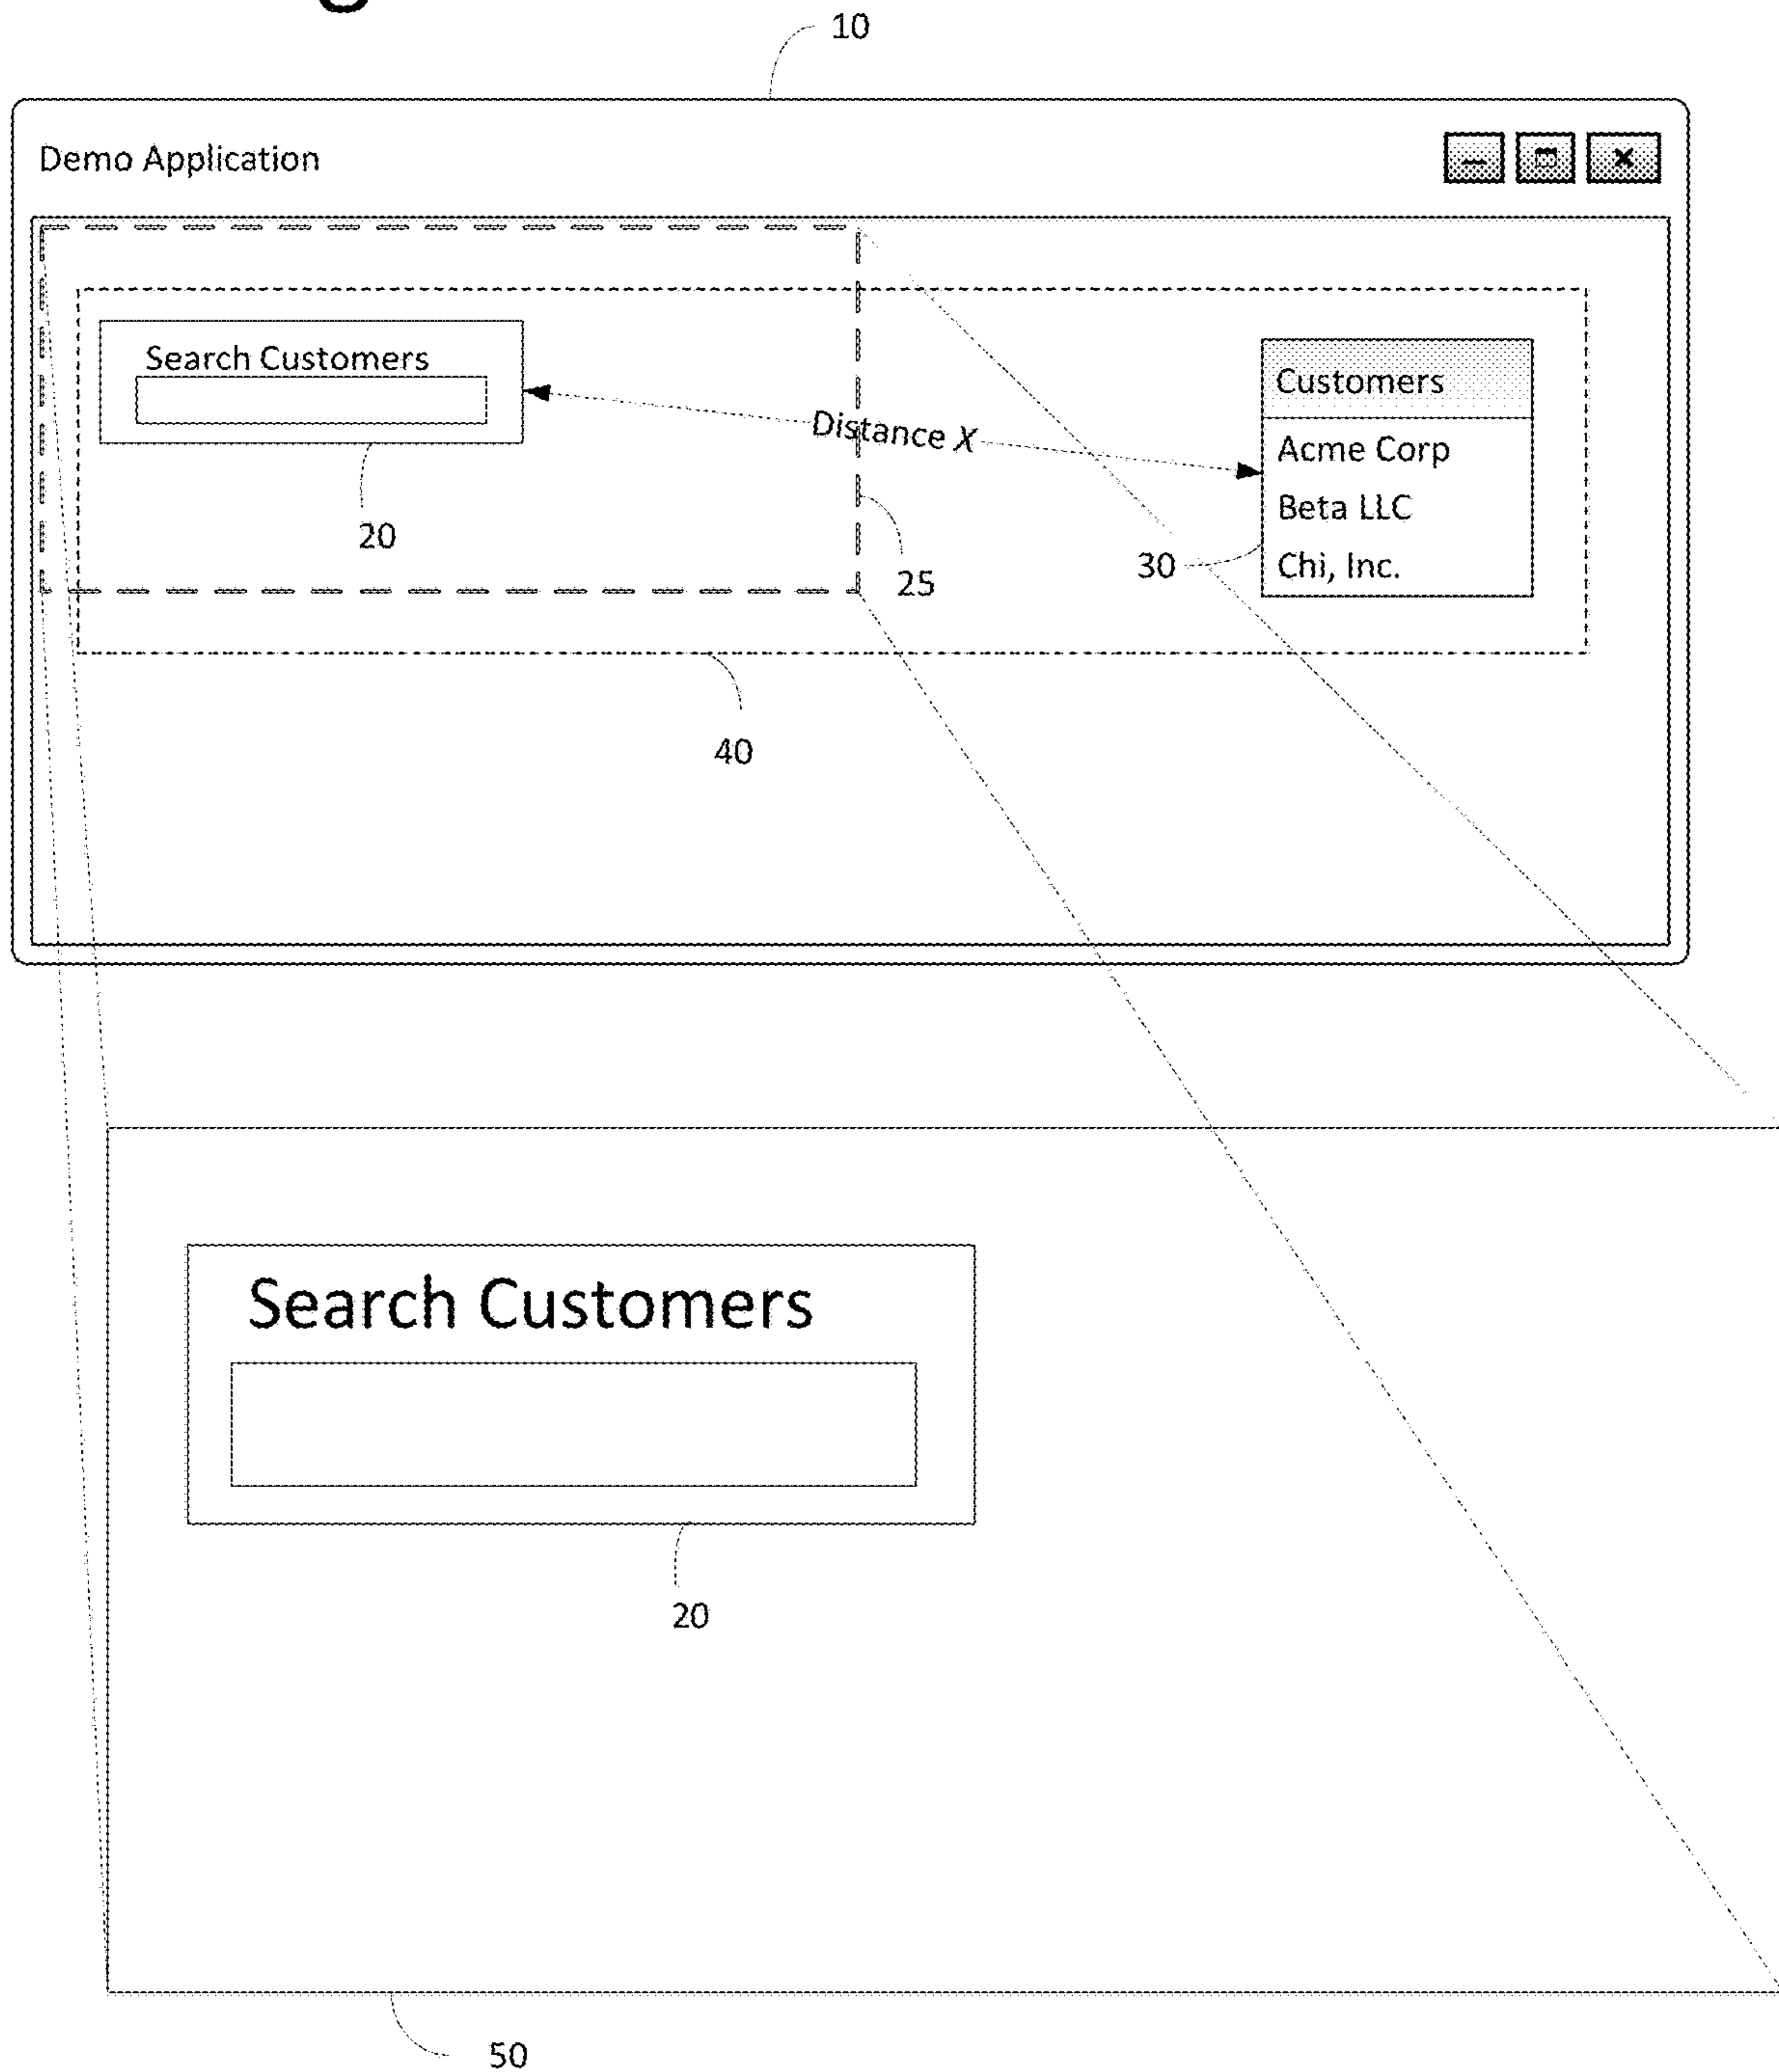 10
Demo Application
Search Customers
Customers
Distance X
Acme Corp
Beta LLC
20
30
Chi, Inc.
25
40
Search Customers
20
50